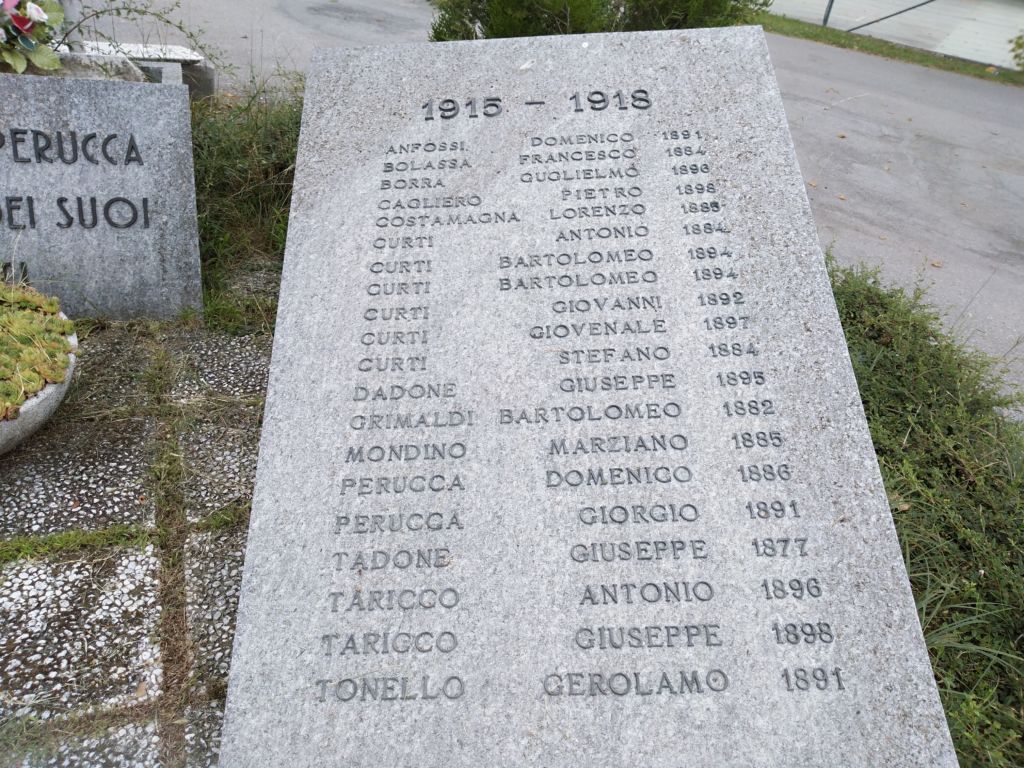 PERUCCA
DEI SUOI
1915 - 1918
ANFOSSI DOMENICO 1891
BOLASSA FRANCESCO 1884
BORRA GUGLIELMO 1896
CAGLIERO PIETRO 1898
COSTAMAGNA LORENZO 1885
CURTI ANTONIO 1884
CURTI BARTOLOMEO 1894
CURTI BARTOLOMEO 1894
CURTI GIOVANNI 1892
CURTI GIOVENALE 1897
CURTI STEFANO 1884
DADONE GIUSEPPE 1895
GRIMALDI BARTOLOMEO 1882
MONDINO MARZIANO 1885
PERUCCA DOMENICO 1886
PERUCCA GIORGIO 1891
TADONE GIUSEPPE 1877
TARICCO ANTONIO 1896
TARICCO GIUSEPPE 1898
TONELLO GEROLAMO 1891